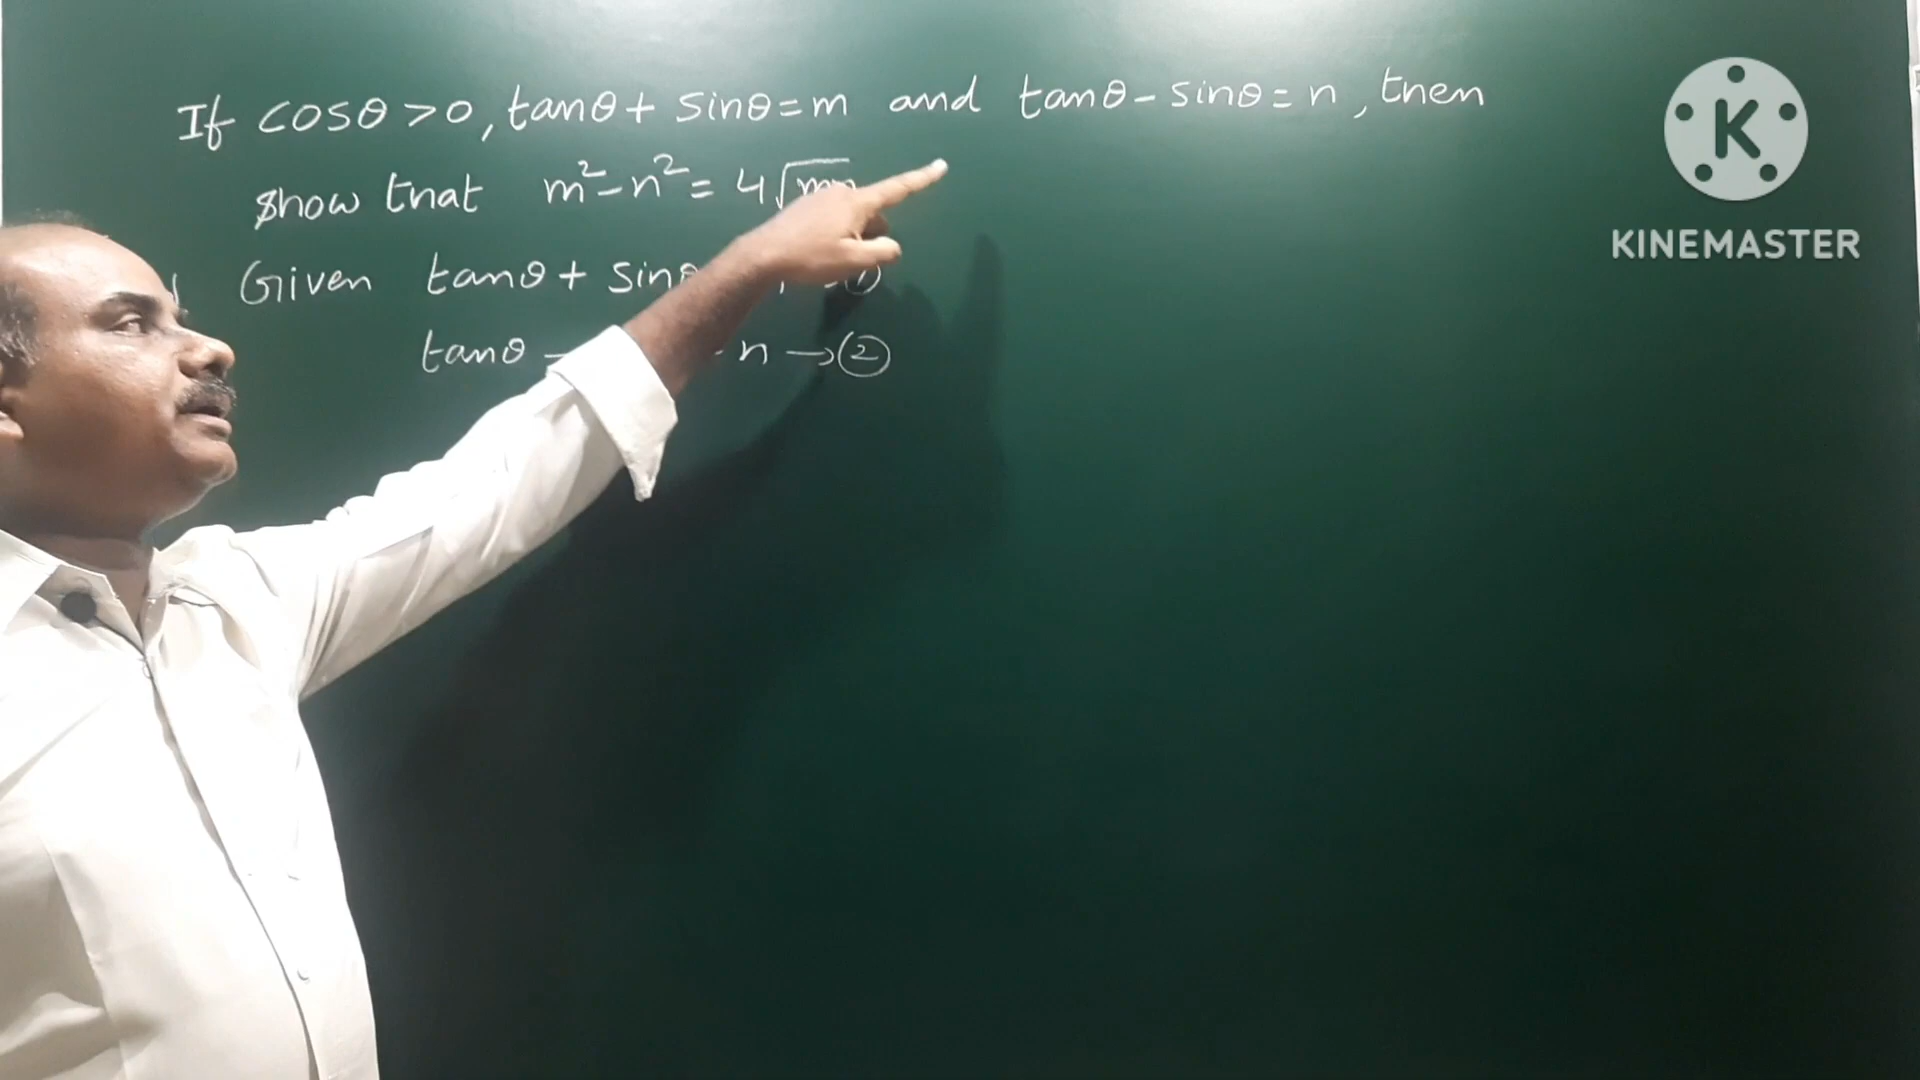 If cosθ > 0, tanθ + sinθ = m and tanθ - sinθ = n, then
show that m² - n² = 4√mn
Given tanθ + sinθ → ①
tanθ - n → ②
K
KINEMASTER